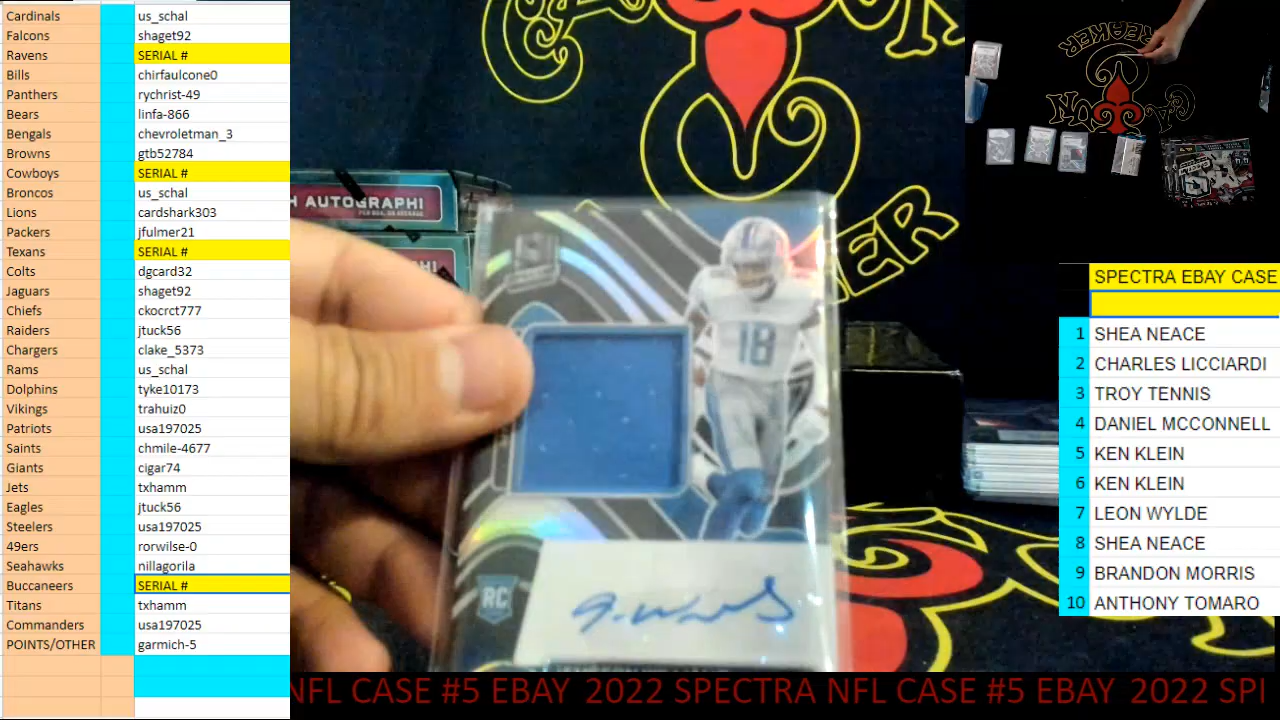 Cardinals us_schal
Falcons shaget92
Ravens SERIAL #
Bills chirfaulcone0
Panthers rychrist-49
Bears linfa-866
Bengals chevroletman_3
Browns gtb52784
Cowboys SERIAL #
Broncos us_schal
Lions cardshark303
Packers jfulmer21
Texans SERIAL #
Colts dgcard32
Jaguars shaget92
Chiefs ckocrct777
Raiders jtuck56
Chargers clake_5373
Rams us_schal
Dolphins tyke10173
Vikings trahuiz0
Patriots usa197025
Saints chmile-4677
Giants cigar74
Jets txhamm
Eagles jtuck56
Steelers usa197025
49ers rorwilse-0
Seahawks nillagorila
Buccaneers SERIAL #
Titans txhamm
Commanders usa197025
POINTS/OTHER garmich-5
H AUTOGRAPH!
18
RC
ER
BREAKER
SPECTRA EBAY CASE
1 SHEA NEACE
2 CHARLES LICCIARDI
3 TROY TENNIS
4 DANIEL MCCONNELL
5 KEN KLEIN
6 KEN KLEIN
7 LEON WYLDE
8 SHEA NEACE
9 BRANDON MORRIS
10 ANTHONY TOMARO
NFL CASE #5 EBAY 2022 SPECTRA NFL CASE #5 EBAY 2022 SPI